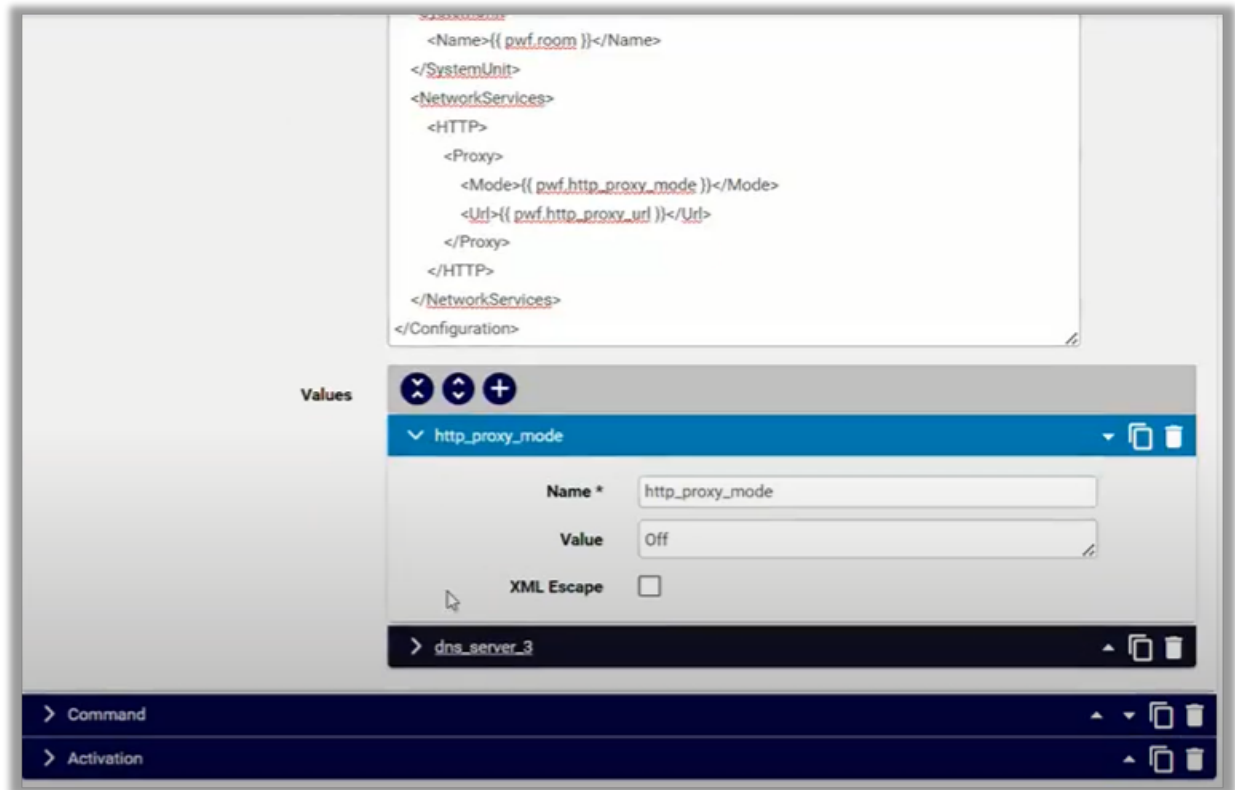 <Name>{{ pwf.room }}</Name>
</SystemUnit>
<NetworkServices>
<HTTP>
<Proxy>
<Mode>{{ pwf.http_proxy_mode }}</Mode>
<Url>{{ pwf.http_proxy_url }}</Url>
</Proxy>
</HTTP>
</NetworkServices>
</Configuration>
Values
http_proxy_mode
Name * http_proxy_mode
Value Off
XML Escape
dns_server_3
Command
Activation